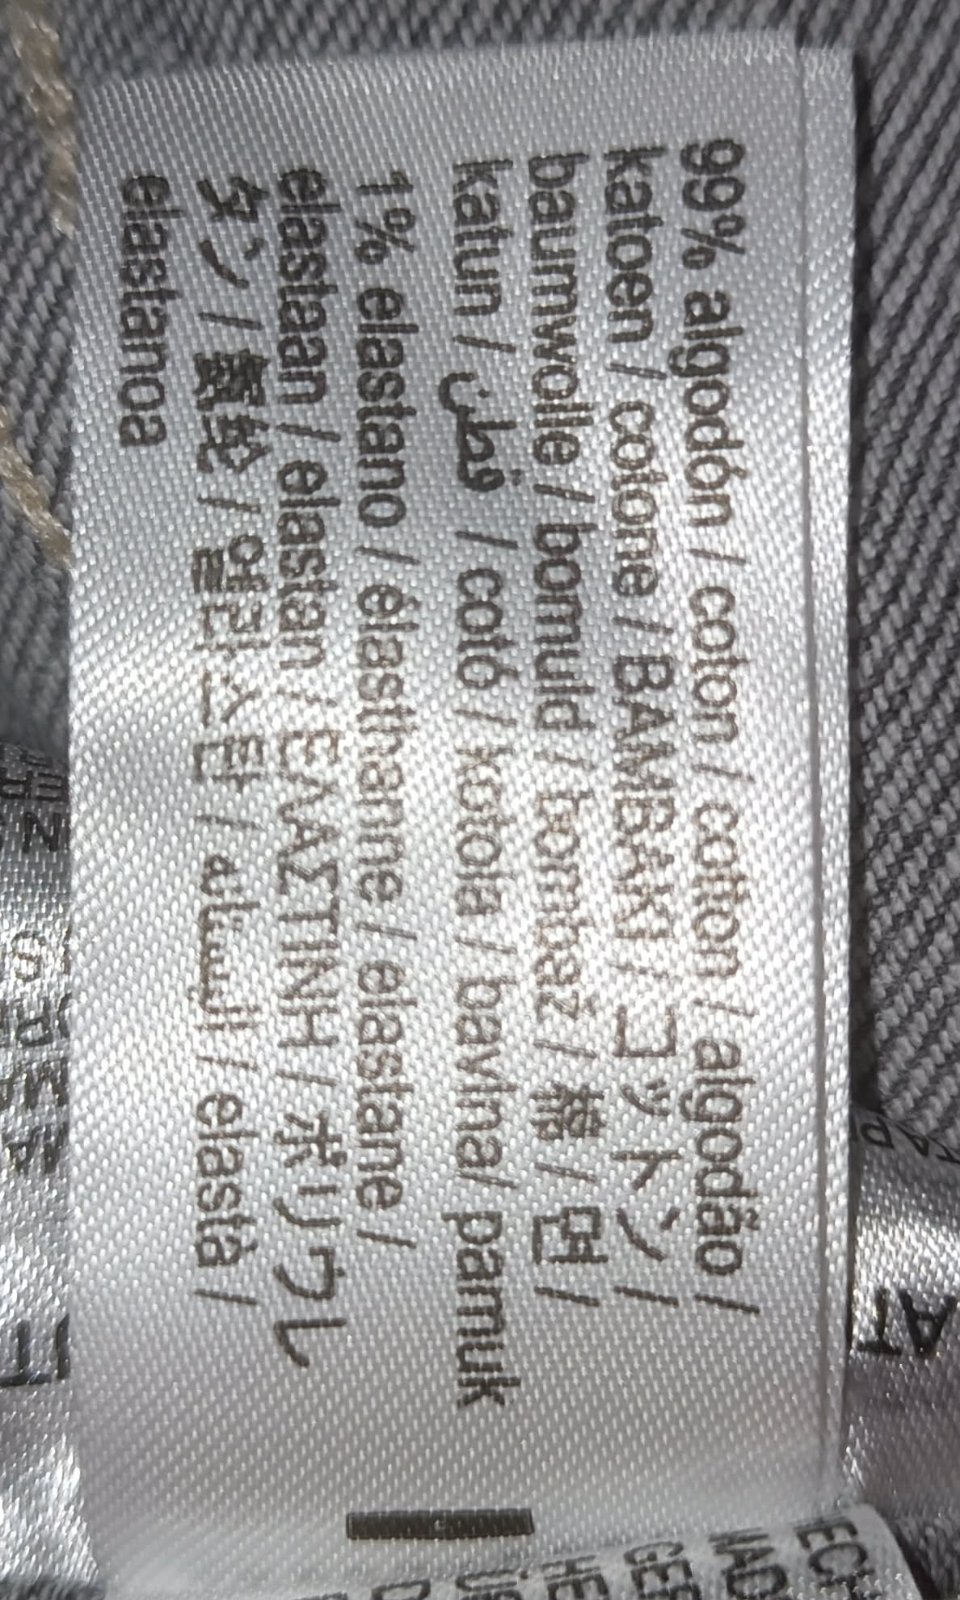 99% algodón / coton / cotton / algodão /
katoen / cotone / ΒΑΜΒΑΚΙ / コットン /
baumwolle / bomuld / bombaž / 棉 / 면 /
katun / قطن / cotó / kotoia / bavlna/ pamuk
1% elastano / élasthanne / elastane /
elastaan / elastan / ΕΛΑΣΤΙΝΗ / ポリウレ
タン / 氨纶 / 엘라스탄 / اليستان / elastà /
elastanoa